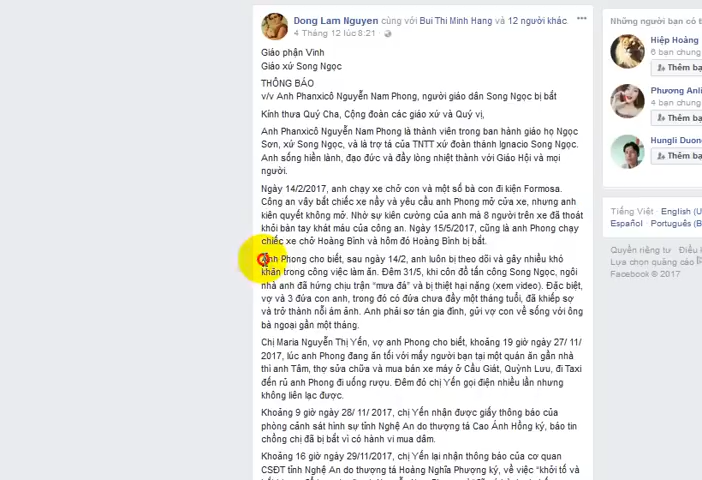 Dong Lam Nguyen cùng với Bui Thi Minh Hang và 12 người khác.
4 Tháng 12 lúc 8:21 ·
Giáo phận Vinh
Giáo xứ Song Ngọc
THÔNG BÁO
v/v Anh Phanxicô Nguyễn Nam Phong, người giáo dân Song Ngọc bị bắt
Kính thưa Quý Cha, Cộng đoàn các giáo xứ và Quý vị,
Anh Phanxicô Nguyễn Nam Phong là thành viên trong ban hành giáo họ Ngọc
Sơn, xứ Song Ngọc, và là trợ tá của TNTT xứ đoàn thánh Ignacio Song Ngọc.
Anh sống hiền lành, đạo đức và đầy lòng nhiệt thành với Giáo Hội và mọi
người.
Ngày 14/2/2017, anh chạy xe chở con và một số bà con đi kiện Formosa.
Công an vây bắt chiếc xe nầy và yêu cầu anh Phong mở cửa xe, nhưng anh
kiên quyết không mở. Nhờ sự kiên cường của anh mà 8 người trên xe đã thoát
khỏi bàn tay khát máu của công an. Ngày 15/5/2017, cũng là anh Phong chạy
chiếc xe chở Hoàng Bình và hôm đó Hoàng Bình bị bắt.
Anh Phong cho biết, sau ngày 14/2, anh luôn bị theo dõi và gây nhiều khó
khăn trong công việc làm ăn. Đêm 31/5, khi côn đồ tấn công Song Ngọc, ngôi
nhà anh đã hứng chịu trận “mưa đá” và bị thiệt hại nặng (xem video). Đặc biệt,
vợ và 3 đứa con anh, trong đó có đứa chưa đầy một tháng tuổi, đã khiếp sợ
và trở thành nỗi ám ảnh. Anh phải sơ tán gia đình, gửi vợ con về sống với ông
bà ngoại gần một tháng.
Chị Maria Nguyễn Thị Yến, vợ anh Phong cho biết, khoảng 19 giờ ngày 27/ 11/
2017, lúc anh Phong đang ăn tối với mấy người bạn tại một quán ăn gần nhà
thì anh Tâm, thợ sửa chữa và mua bán xe máy ở Cầu Giát, Quỳnh Lưu, đi Taxi
đến rủ anh Phong đi uống rượu. Đêm đó chị Yến gọi điện nhiều lần nhưng
không liên lạc được.
Khoảng 9 giờ ngày 28/ 11/ 2017, chị Yến nhận được giấy thông báo của
phòng cảnh sát hình sự tỉnh Nghệ An do thượng tá Cao Ánh Hồng ký, báo tin
chồng chị đã bị bắt vì có hành vi mua dâm.
Khoảng 16 giờ ngày 29/11/2017, chị Yến lại nhận thông báo của cơ quan
CSĐT tỉnh Nghệ An do thượng tá Hoàng Nghĩa Phượng ký, về việc “khởi tố và
Những người bạn có t
Hiệp Hoàng
6 bạn chung
Thêm b
Phương Anli
4 bạn chung
Thêm bạ
Hungli Duon
Thêm bạ
Tiếng Việt · English (U
Español · Português (B
Quyền riêng tư · Điều
Lựa chọn quảng cáo
Facebook © 2017